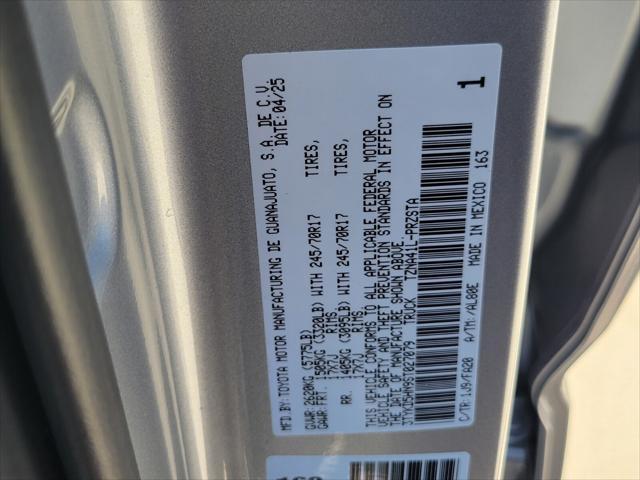 MFD.BY:TOYOTA MOTOR MANUFACTURING DE GUANAJUATO, S.A. DE C.V.
DATE: 04/25
GVWR: 2620KG (5775LB)
GAWR: FRT. 1505KG (3320LB) WITH 245/70R17 TIRES,
17X7J RIMS,
RR. 1405KG (3095LB) WITH 245/70R17 TIRES,
17X7J RIMS,
THIS VEHICLE CONFORMS TO ALL APPLICABLE FEDERAL MOTOR
VEHICLE SAFETY AND THEFT PREVENTION STANDARDS IN EFFECT ON
THE DATE OF MANUFACTURE SHOWN ABOVE.
3TYKD5HN9ST027079 TRUCK TZNA41L-PRZSTA
C/TR: 1J9/FA20 A/TM: /AL80E MADE IN MEXICO 163
1